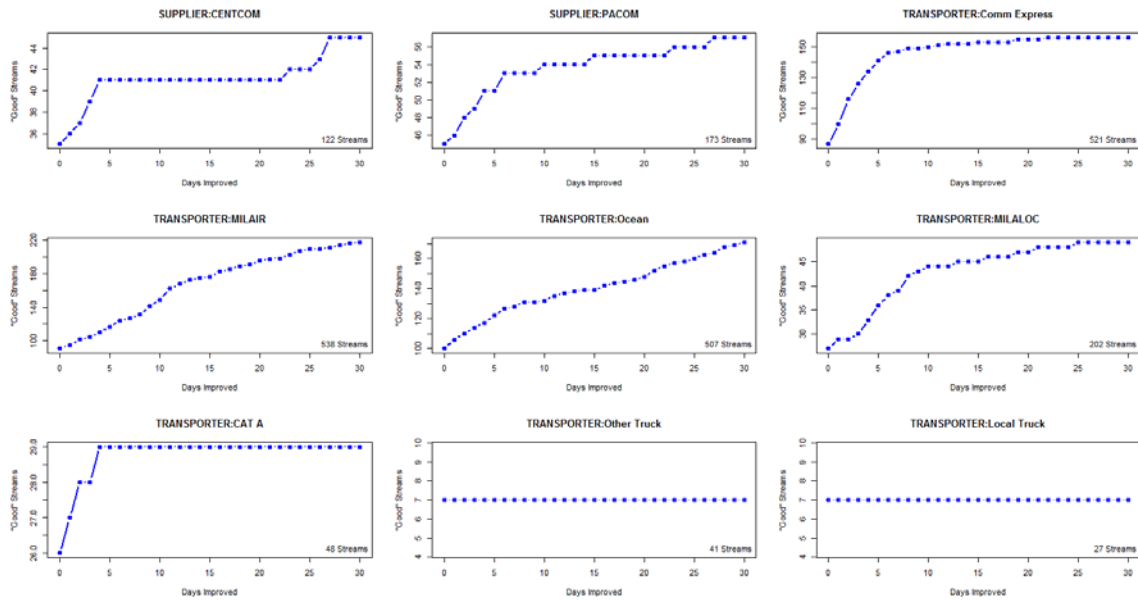 SUPPLIER:CENTCOM
"Good" Streams
36 38 40 42 44
122 Streams
0 5 10 15 20 25 30
Days Improved
SUPPLIER:PACOM
"Good" Streams
46 48 50 52 54 56
173 Streams
0 5 10 15 20 25 30
Days Improved
TRANSPORTER:Comm Express
"Good" Streams
90 110 130 150
521 Streams
0 5 10 15 20 25 30
Days Improved
TRANSPORTER:MILAIR
"Good" Streams
100 140 180 220
538 Streams
0 5 10 15 20 25 30
Days Improved
TRANSPORTER:Ocean
"Good" Streams
100 120 140 160
507 Streams
0 5 10 15 20 25 30
Days Improved
TRANSPORTER:MILALOC
"Good" Streams
30 35 40 45
202 Streams
0 5 10 15 20 25 30
Days Improved
TRANSPORTER:CAT A
"Good" Streams
26.0 27.0 28.0 29.0
48 Streams
0 5 10 15 20 25 30
Days Improved
TRANSPORTER:Other Truck
"Good" Streams
4 5 6 7 8 9 10
41 Streams
0 5 10 15 20 25 30
Days Improved
TRANSPORTER:Local Truck
"Good" Streams
4 5 6 7 8 9 10
27 Streams
0 5 10 15 20 25 30
Days Improved